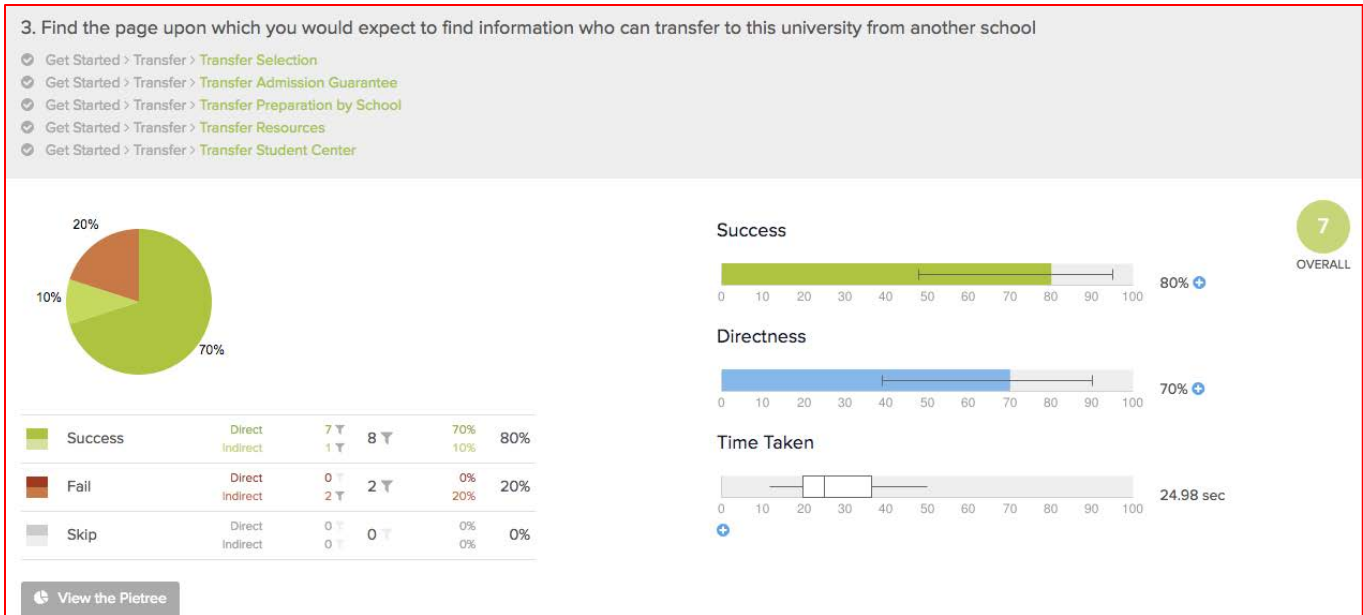 3. Find the page upon which you would expect to find information who can transfer to this university from another school
Get Started > Transfer > Transfer Selection
Get Started > Transfer > Transfer Admission Guarantee
Get Started > Transfer > Transfer Preparation by School
Get Started > Transfer > Transfer Resources
Get Started > Transfer > Transfer Student Center
20%
10%
70%
Success Direct 7 8 70% 80%
Indirect 1 10%
Fail Direct 0 2 0% 20%
Indirect 2 20%
Skip Direct 0 0 0% 0%
Indirect 0 0%
View the Pietree
Success
0 10 20 30 40 50 60 70 80 90 100
80%
Directness
0 10 20 30 40 50 60 70 80 90 100
70%
Time Taken
0 10 20 30 40 50 60 70 80 90 100
24.98 sec
7
OVERALL